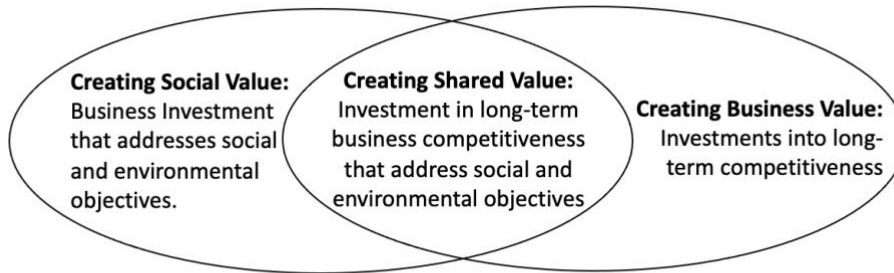 Creating Social Value:
Business Investment
that addresses social
and environmental
objectives.
Creating Shared Value:
Investment in long-term
business competitiveness
that address social and
environmental objectives
Creating Business Value:
Investments into long-
term competitiveness